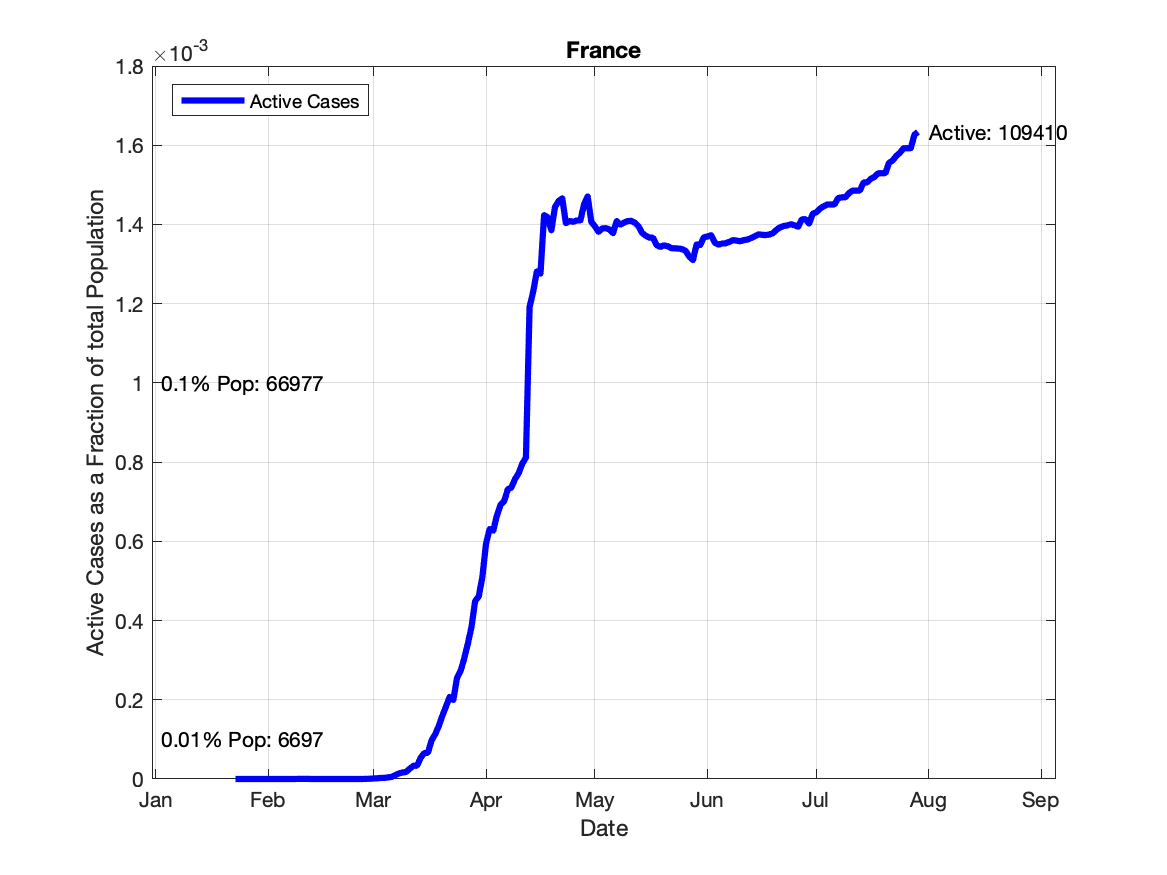 France
×10-3
1.8
1.6
1.4
1.2
1
0.8
0.6
0.4
0.2
0
Active Cases as a Fraction of total Population
Active Cases
Active: 109410
0.1% Pop: 66977
0.01% Pop: 6697
Jan Feb Mar Apr May Jun Jul Aug Sep
Date